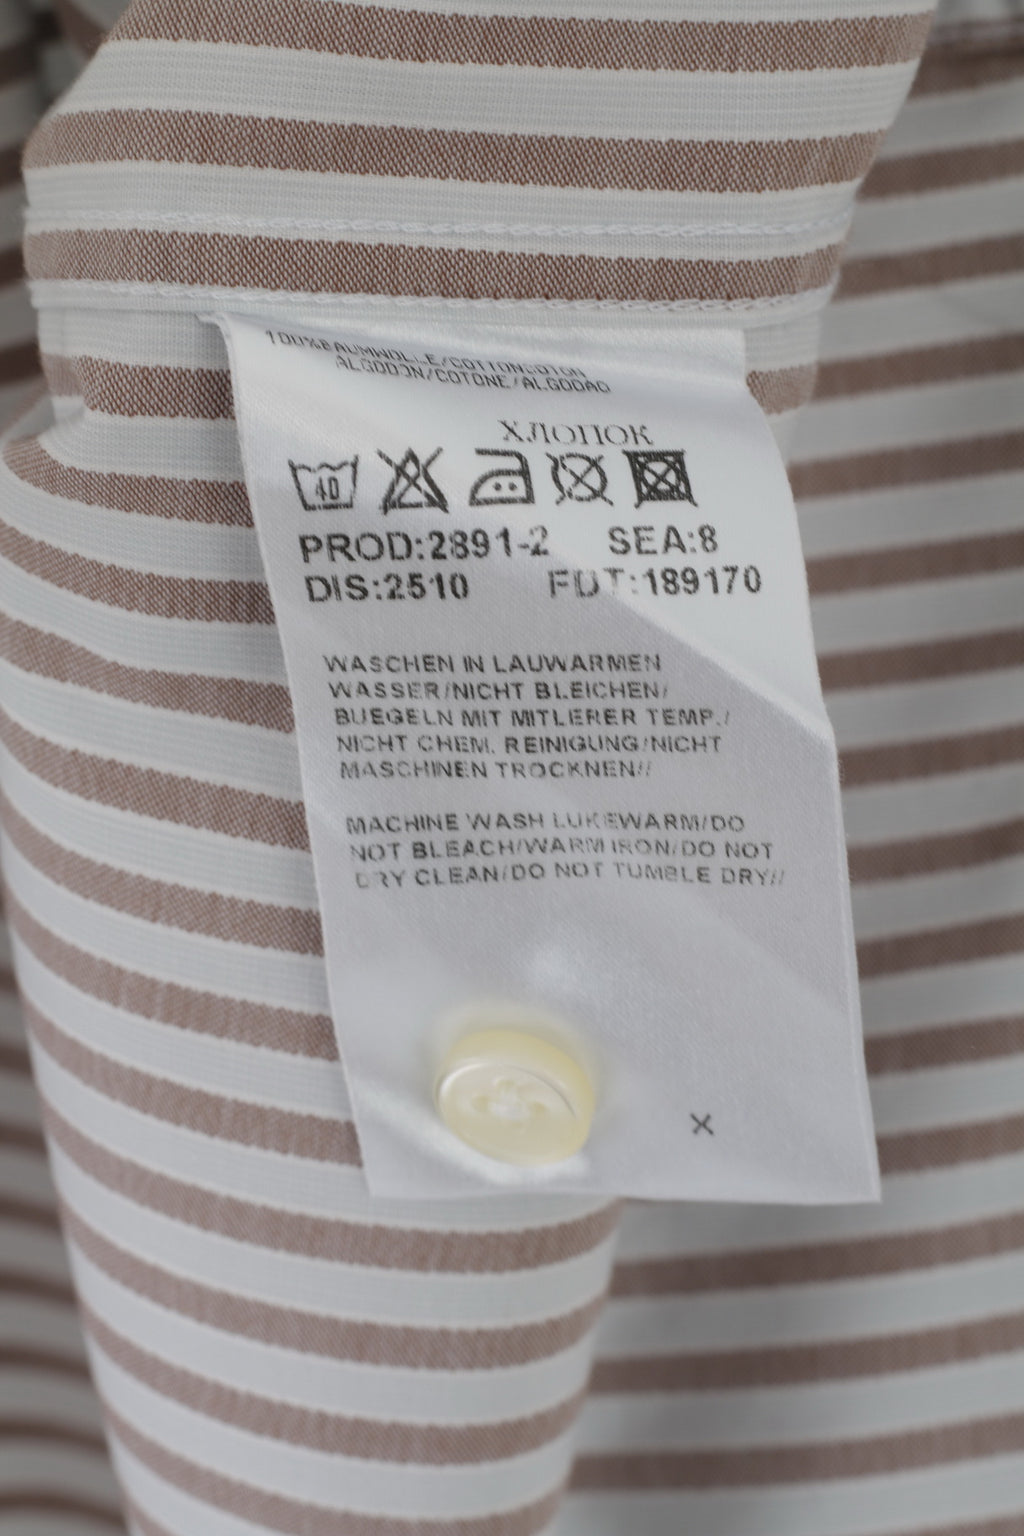 100%BAUMWOLLE/COTTON
ALGODON/COTONE/ALGODAO
ХЛОПОК
40
PROD:2891-2 SEA:8
DIS:2510 FDT:189170
WASCHEN IN LAUWARMEN
WASSER/NICHT BLEICHEN/
BUEGELN MIT MITLERER TEMP./
NICHT CHEM. REINIGUNG/NICHT
MASCHINEN TROCKNEN//
MACHINE WASH LUKEWARM/DO
NOT BLEACH/WARM IRON/DO NOT
DRY CLEAN/DO NOT TUMBLE DRY//
X